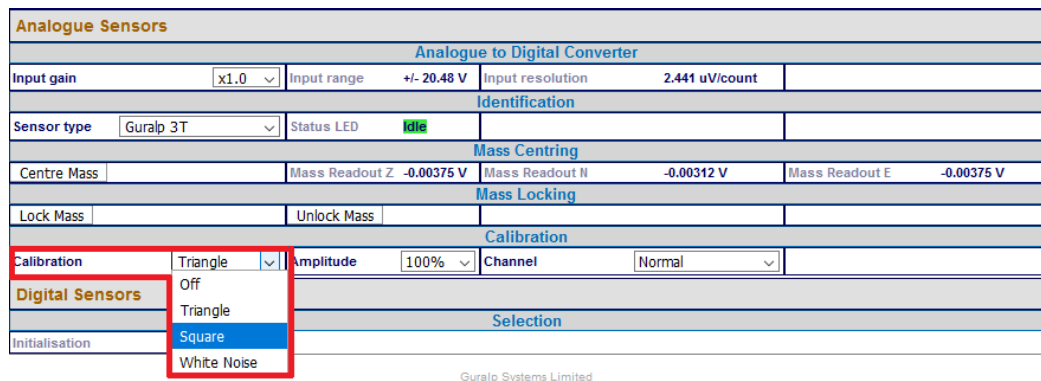 Analogue Sensors
Analogue to Digital Converter
Input gain x1.0 Input range +/- 20.48 V Input resolution 2.441 uV/count
Identification
Sensor type Guralp 3T Status LED Idle
Mass Centring
Centre Mass Mass Readout Z -0.00375 V Mass Readout N -0.00312 V Mass Readout E -0.00375 V
Mass Locking
Lock Mass Unlock Mass
Calibration
Calibration Triangle Amplitude 100% Channel Normal
Off
Digital Sensors
Triangle
Selection
Square
Initialisation
White Noise
Guralp Systems Limited